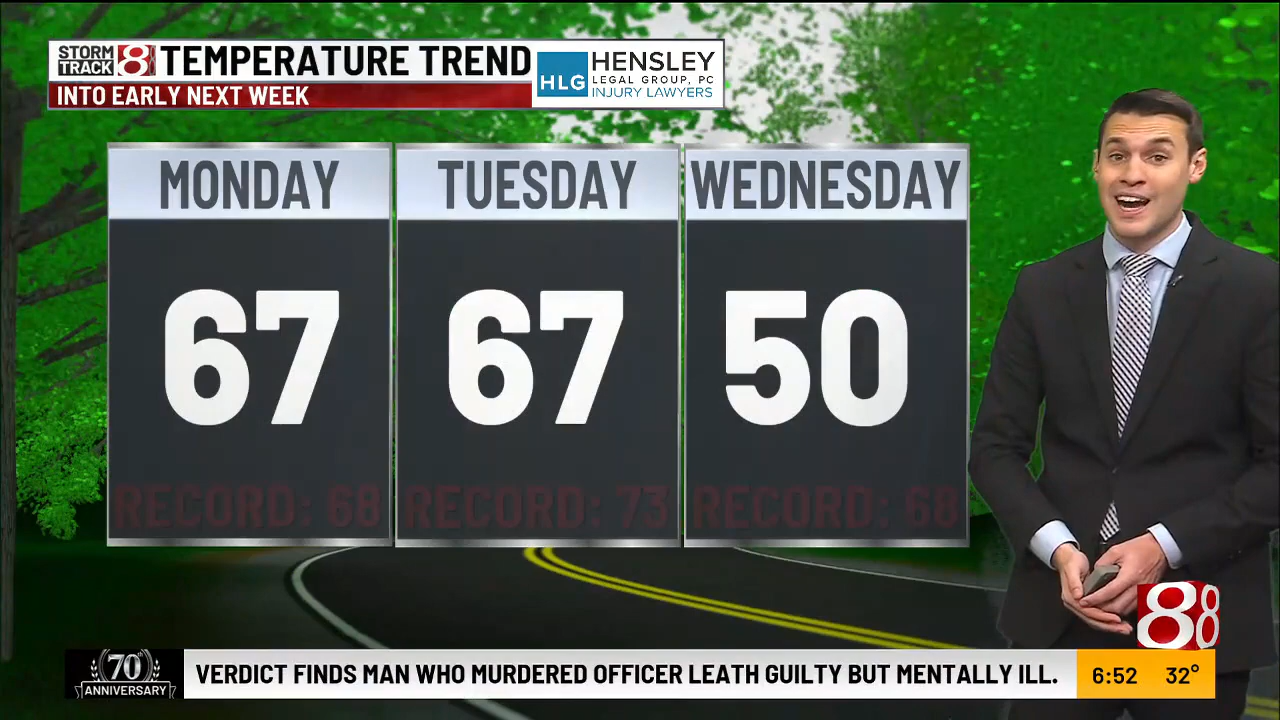 STORM
TRACK 8 TEMPERATURE TREND
INTO EARLY NEXT WEEK
HLG HENSLEY
LEGAL GROUP, PC
INJURY LAWYERS
MONDAY
67
RECORD: 68
TUESDAY
67
RECORD: 73
WEDNESDAY
50
RECORD: 68
8
70th
ANNIVERSARY
VERDICT FINDS MAN WHO MURDERED OFFICER LEATH GUILTY BUT MENTALLY ILL.
6:52 32°